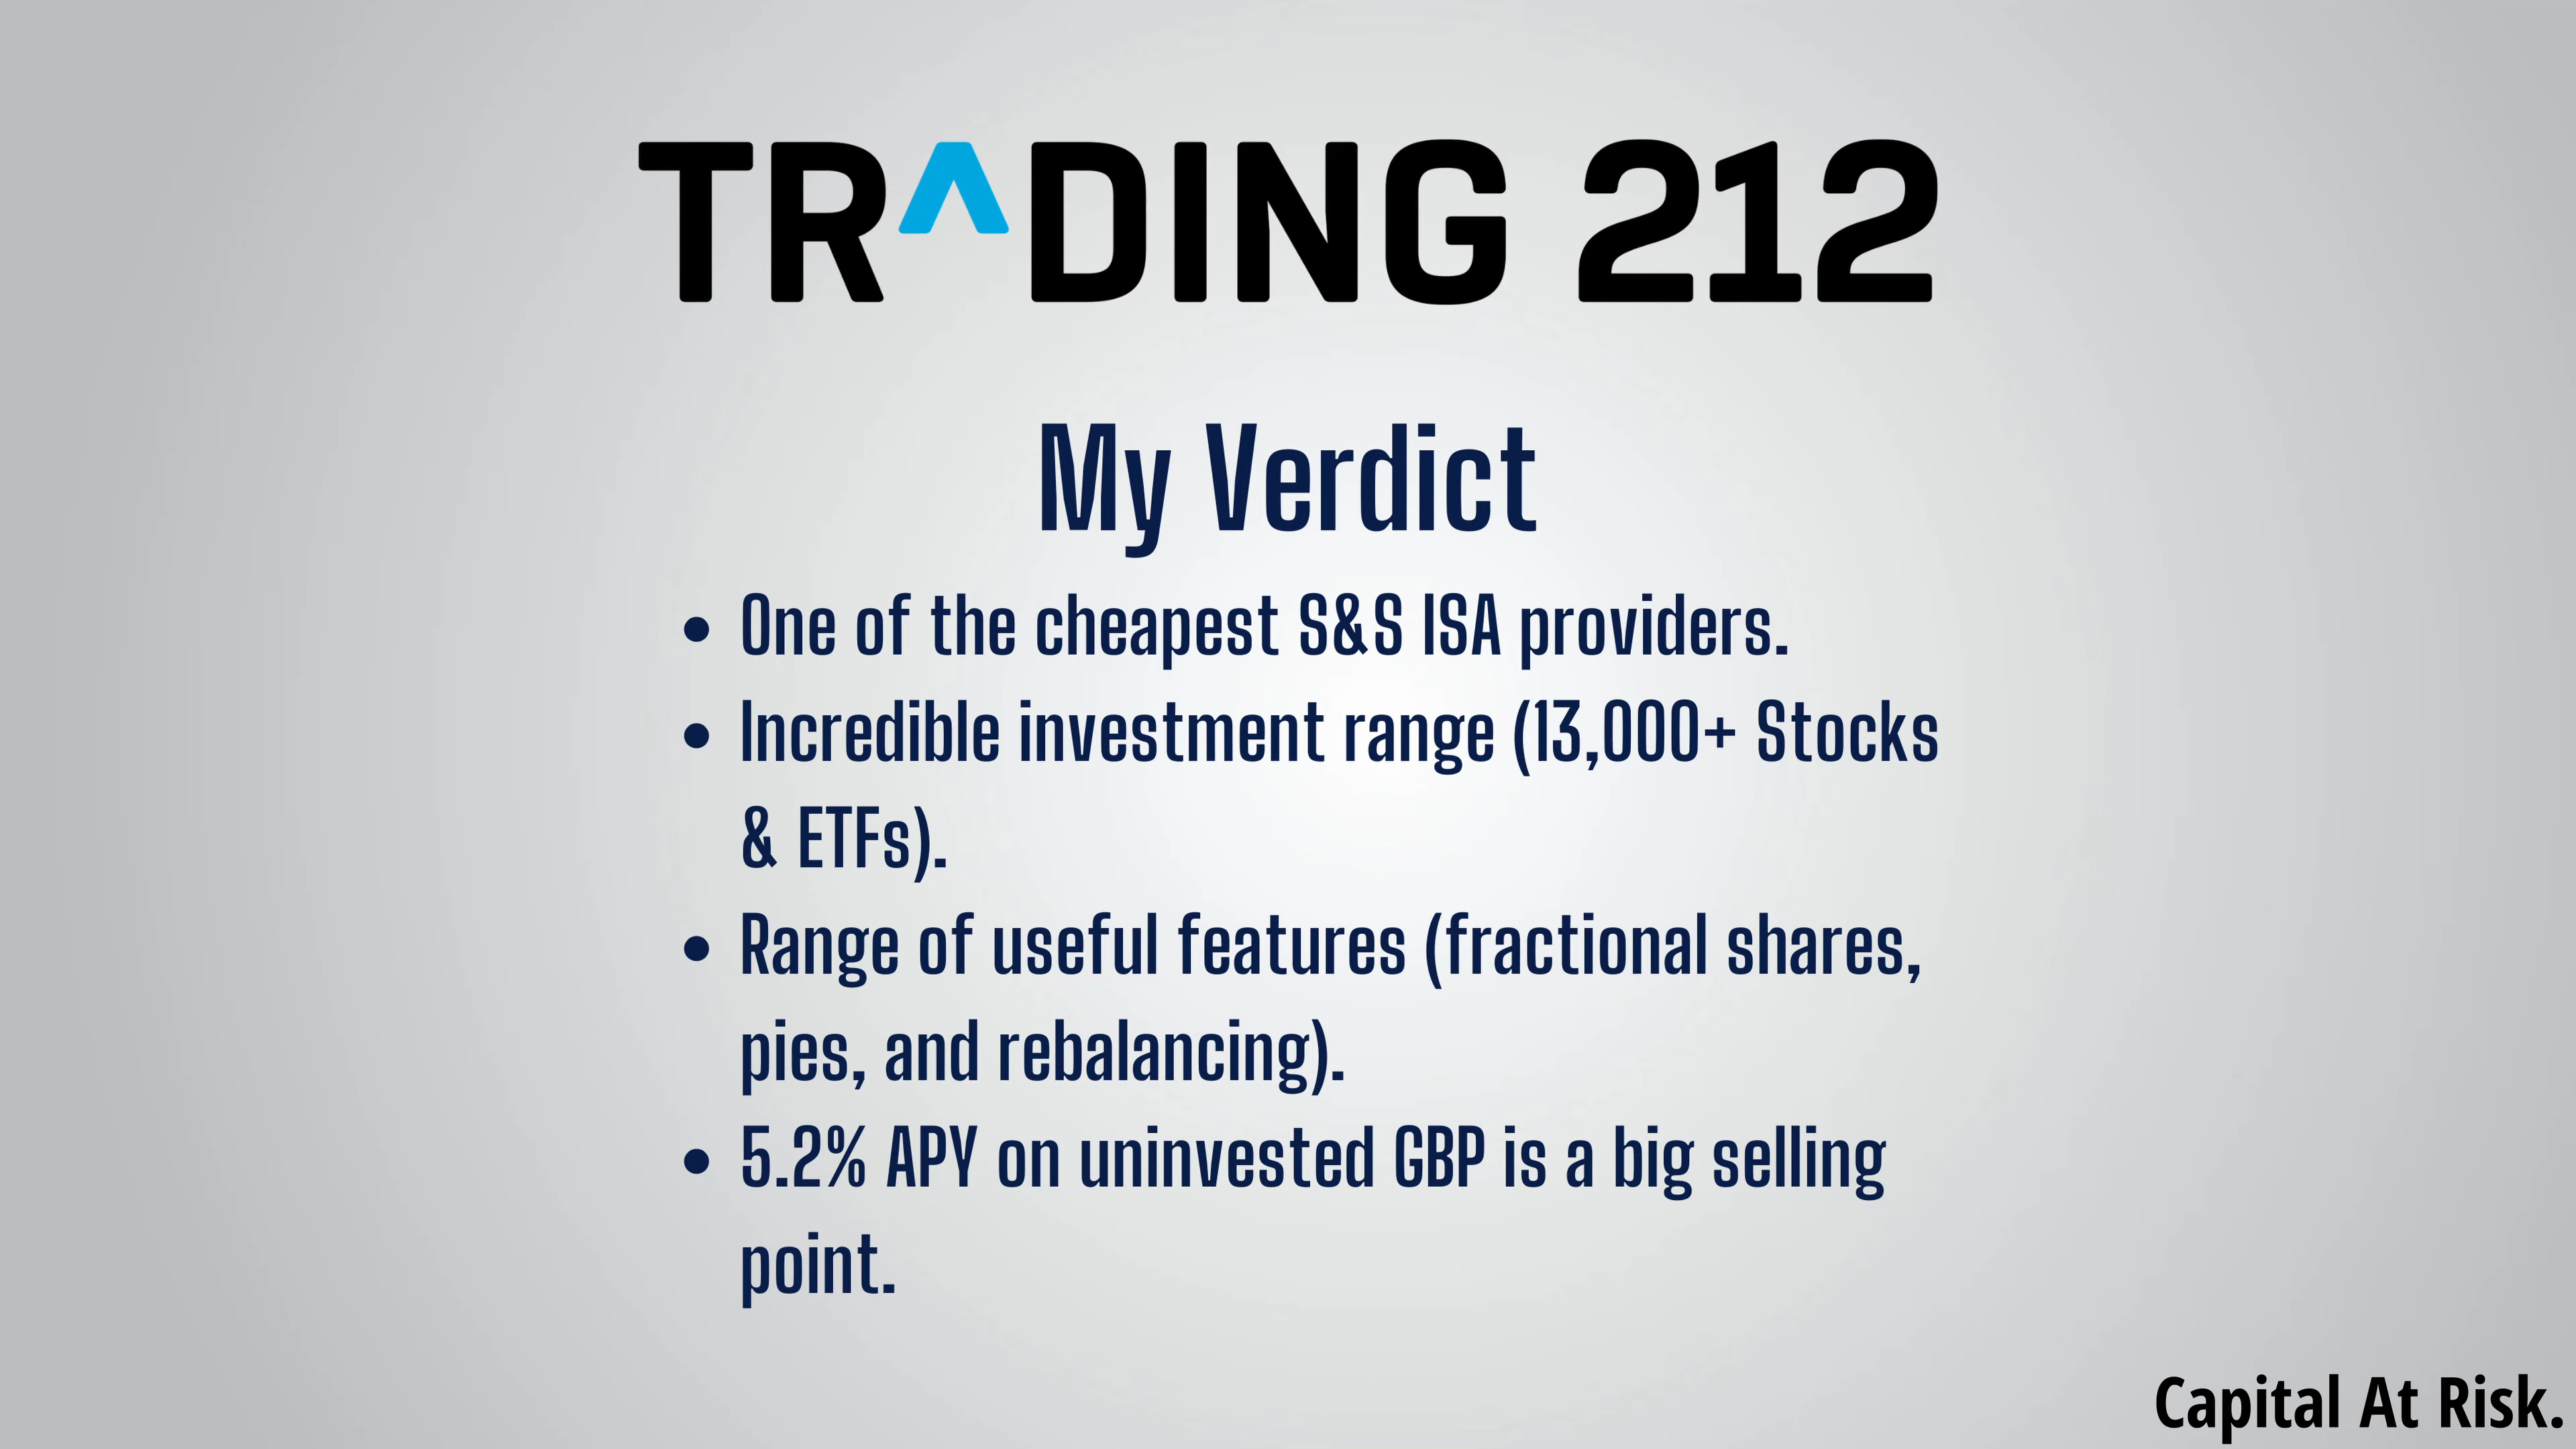 TR^DING 212
My Verdict
• One of the cheapest S&S ISA providers.
• Incredible investment range (13,000+ Stocks
& ETFs).
• Range of useful features (fractional shares,
pies, and rebalancing).
• 5.2% APY on uninvested GBP is a big selling
point.
Capital At Risk.